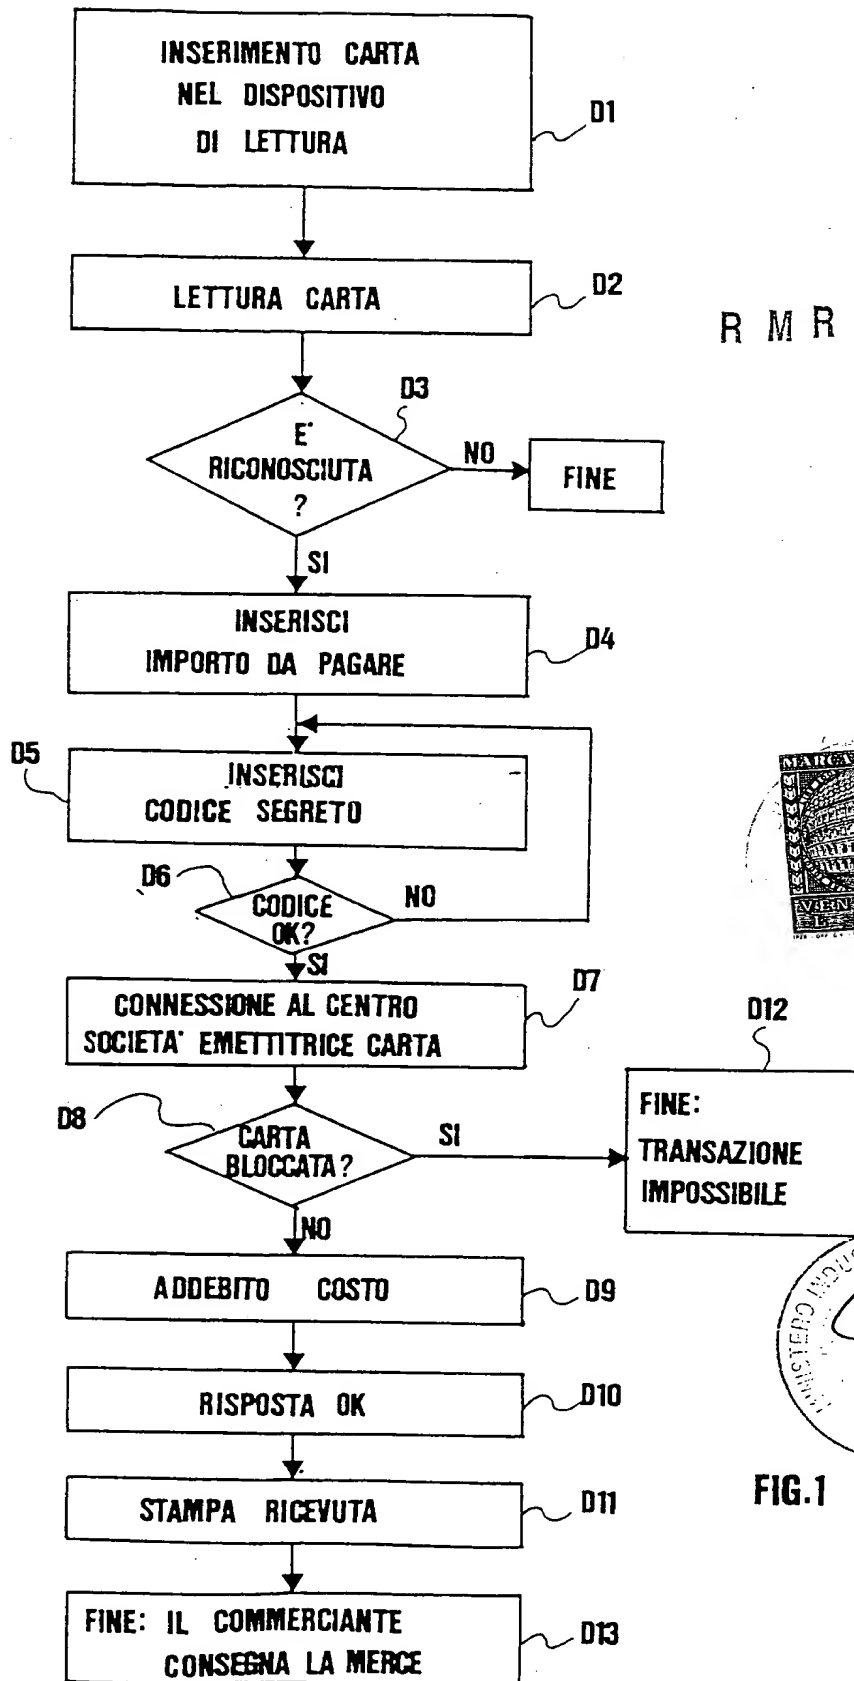 INSERIMENTO CARTA
NEL DISPOSITIVO
DI LETTURA
D1
LETTURA CARTA
D2
R M R
D3
E'
RICONOSCIUTA
?
NO
FINE
SI
INSERISCI
IMPORTO DA PAGARE
D4
D5
INSERISCI
CODICE SEGRETO
D6
CODICE
OK?
NO
SI
CONNESSIONE AL CENTRO
SOCIETA' EMETTITRICE CARTA
D7
D12
D8
CARTA
BLOCCATA?
SI
FINE:
TRANSAZIONE
IMPOSSIBILE
NO
ADDEBITO COSTO
D9
RISPOSTA OK
D10
STAMPA RICEVUTA
D11
FIG.1
FINE: IL COMMERCIANTE
CONSEGNA LA MERCE
D13
MARCA
MINISTERO INDUS